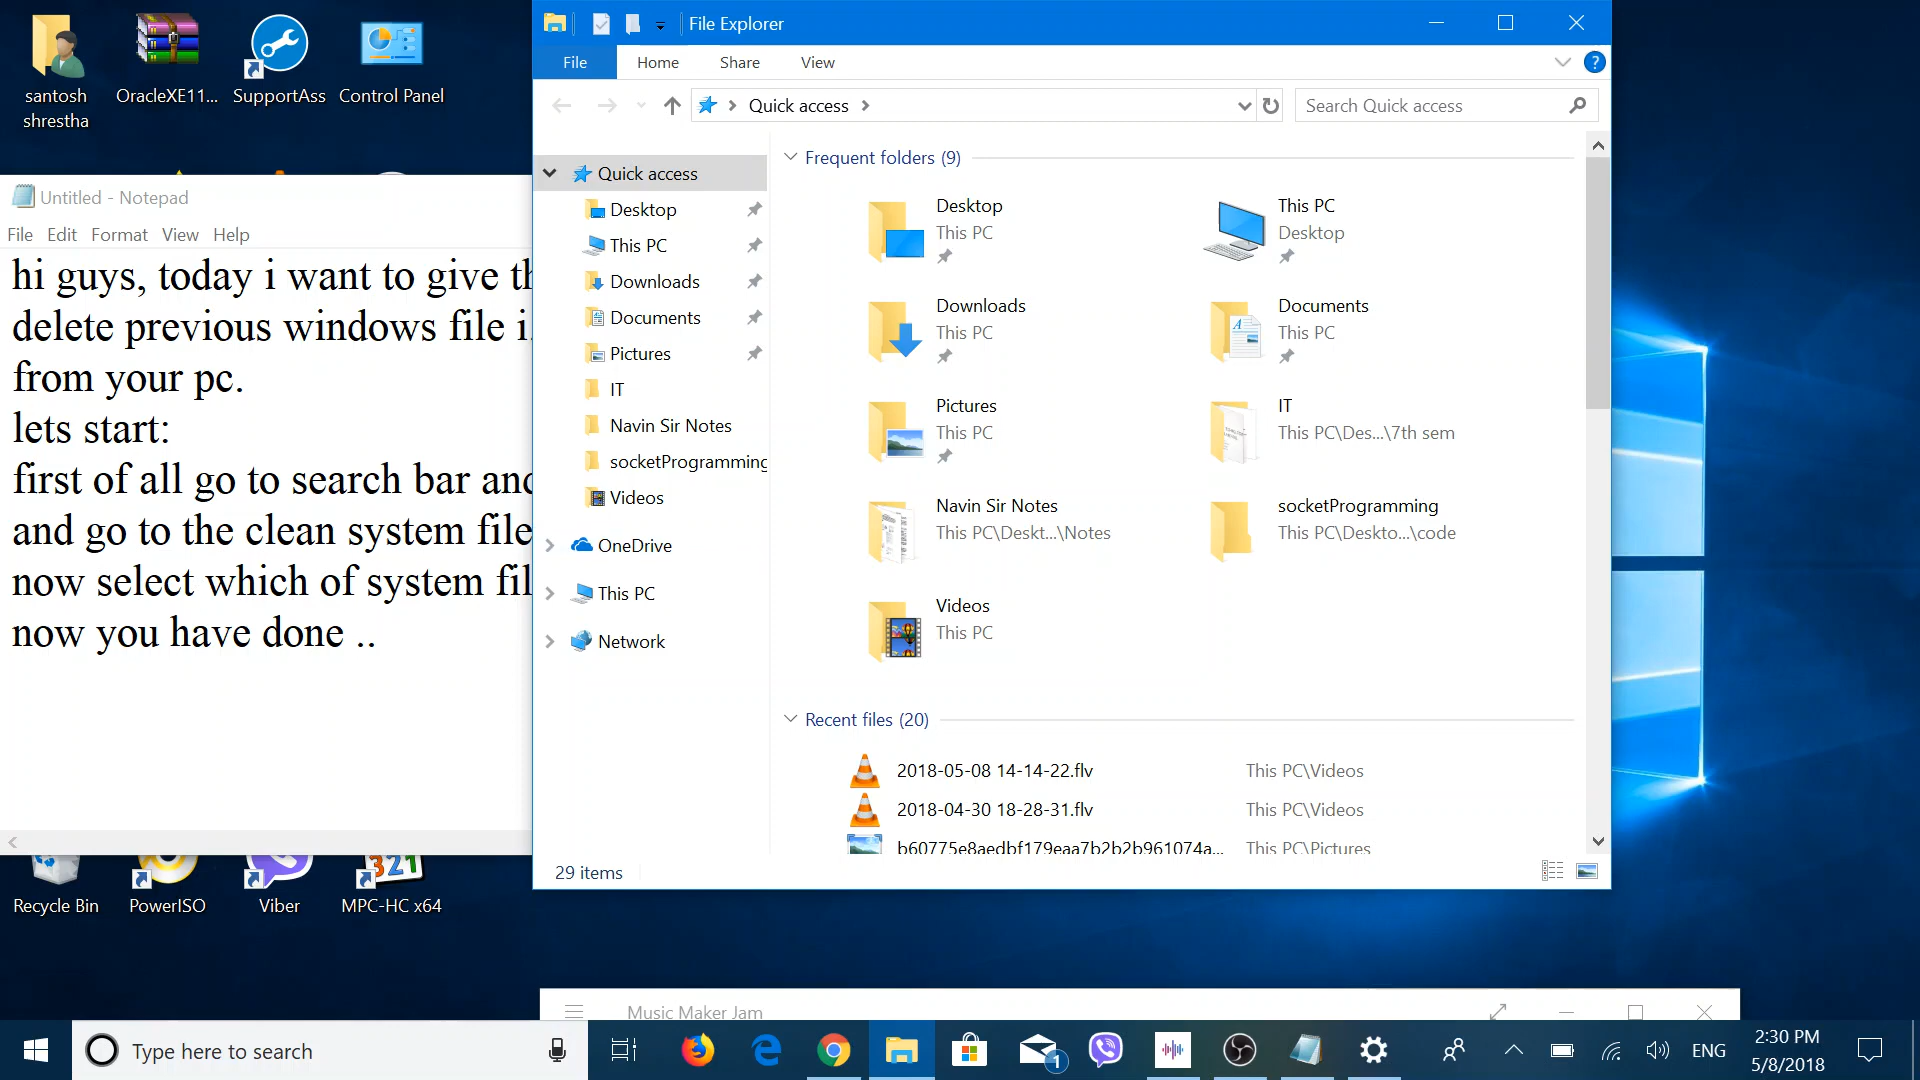 santosh
shrestha
OracleXE11...
SupportAss
Control Panel
Untitled - Notepad
File Edit Format View Help
hi guys, today i want to give
delete previous windows file
from your pc.
lets start:
first of all go to search bar
and go to the clean system file
now select which of system
now you have done ..
Recycle Bin
PowerISO
Viber
321
MPC-HC x64
File Explorer
File Home Share View
?
Quick access
Search Quick access
Quick access
Desktop
This PC
Downloads
Documents
Pictures
IT
Navin Sir Notes
socketProgramming
Videos
OneDrive
This PC
Network
Frequent folders (9)
Desktop
This PC
This PC
Desktop
Downloads
This PC
Documents
This PC
Pictures
This PC
IT
This PC\Des...\7th sem
Navin Sir Notes
This PC\Deskt...\Notes
socketProgramming
This PC\Deskto...\code
Videos
This PC
Recent files (20)
2018-05-08 14-14-22.flv This PC\Videos
2018-04-30 18-28-31.flv This PC\Videos
b60775e8aedbf179eaa7b2b2b961074a... This PC\Pictures
29 items
Music Maker Jam
Type here to search
1
ENG
2:30 PM
5/8/2018